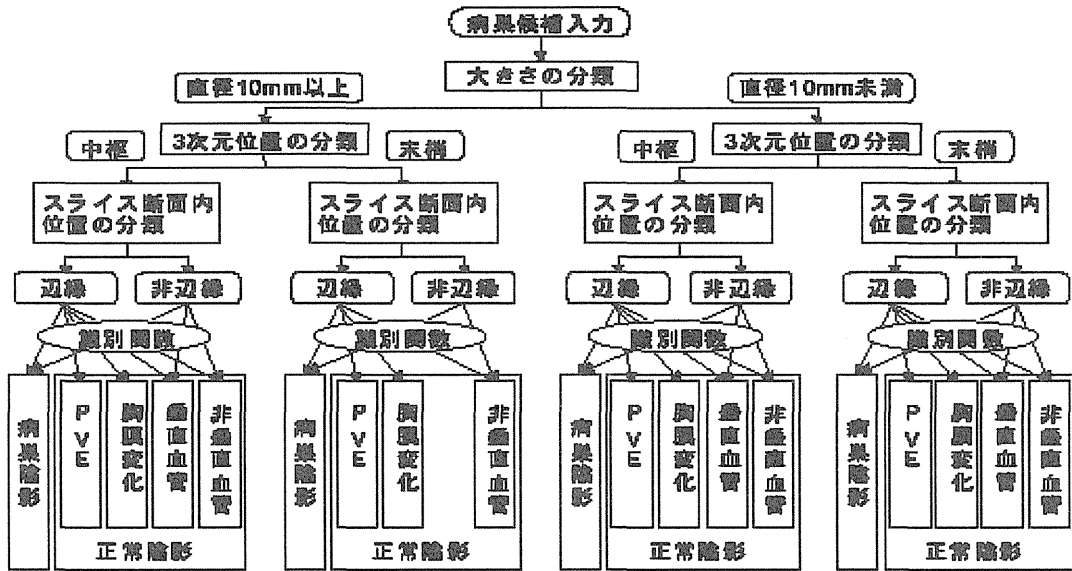 病巣候補入力
大きさの分類
直径10mm以上
直径10mm未満
中枢
3次元位置の分類
末梢
中枢
3次元位置の分類
末梢
スライス断面内
位置の分類
スライス断面内
位置の分類
スライス断面内
位置の分類
スライス断面内
位置の分類
辺縁
非辺縁
辺縁
非辺縁
辺縁
非辺縁
辺縁
非辺縁
識別関数
識別関数
識別関数
識別関数
病巣陰影
PVE
胸膜変化
垂直血管
非垂直血管
正常陰影
病巣陰影
PVE
胸膜変化
非垂直血管
正常陰影
病巣陰影
PVE
胸膜変化
垂直血管
非垂直血管
正常陰影
病巣陰影
PVE
胸膜変化
垂直血管
非垂直血管
正常陰影